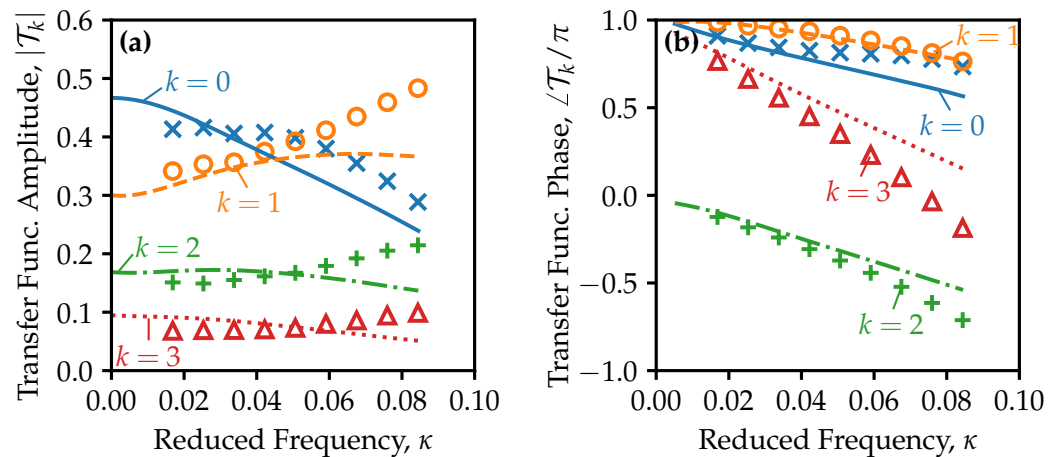 Transfer Func. Amplitude, |𝒯ₖ|
0.6
0.5
0.4
0.3
0.2
0.1
0.0
(a)
k = 0
k = 1
k = 2
k = 3
0.00 0.02 0.04 0.06 0.08 0.10
Reduced Frequency, κ
Transfer Func. Phase, ∠𝒯ₖ/π
1.0
0.5
0.0
−0.5
−1.0
(b)
k = 1
k = 0
k = 3
k = 2
0.00 0.02 0.04 0.06 0.08 0.10
Reduced Frequency, κ